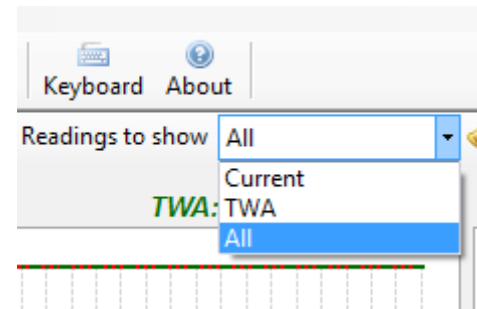 Keyboard About
Readings to show All
Current
TWA: TWA
All